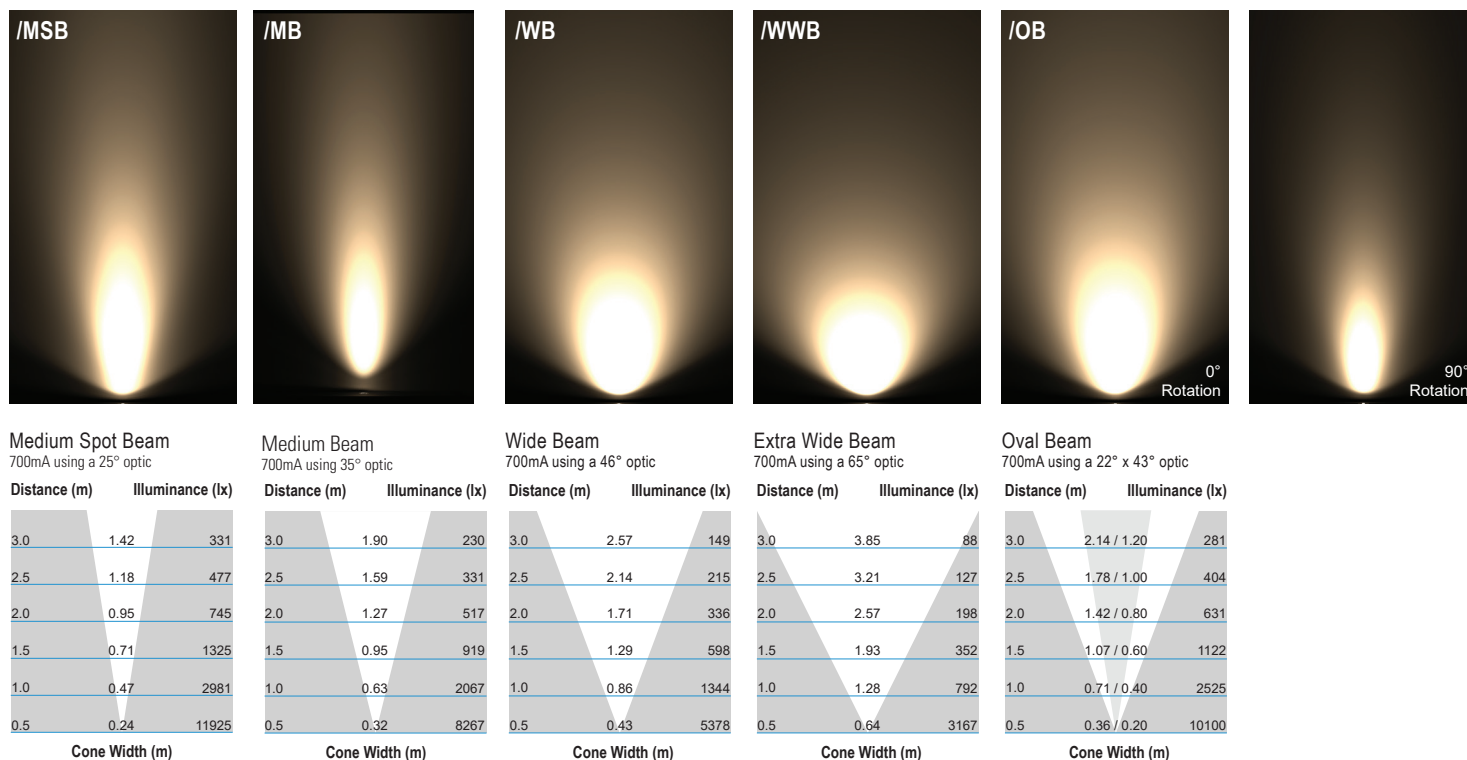 /MSB
/MB
/WB
/WWB
/OB
0°
Rotation
90°
Rotation
Medium Spot Beam
700mA using a 25° optic
Distance (m) Illuminance (lx)
3.0 1.42 331
2.5 1.18 477
2.0 0.95 745
1.5 0.71 1325
1.0 0.47 2981
0.5 0.24 11925
Cone Width (m)
Medium Beam
700mA using 35° optic
Distance (m) Illuminance (lx)
3.0 1.90 230
2.5 1.59 331
2.0 1.27 517
1.5 0.95 919
1.0 0.63 2067
0.5 0.32 8267
Cone Width (m)
Wide Beam
700mA using a 46° optic
Distance (m) Illuminance (lx)
3.0 2.57 149
2.5 2.14 215
2.0 1.71 336
1.5 1.29 598
1.0 0.86 1344
0.5 0.43 5378
Cone Width (m)
Extra Wide Beam
700mA using a 65° optic
Distance (m) Illuminance (lx)
3.0 3.85 88
2.5 3.21 127
2.0 2.57 198
1.5 1.93 352
1.0 1.28 792
0.5 0.64 3167
Cone Width (m)
Oval Beam
700mA using a 22° x 43° optic
Distance (m) Illuminance (lx)
3.0 2.14 / 1.20 281
2.5 1.78 / 1.00 404
2.0 1.42 / 0.80 631
1.5 1.07 / 0.60 1122
1.0 0.71 / 0.40 2525
0.5 0.36 / 0.20 10100
Cone Width (m)